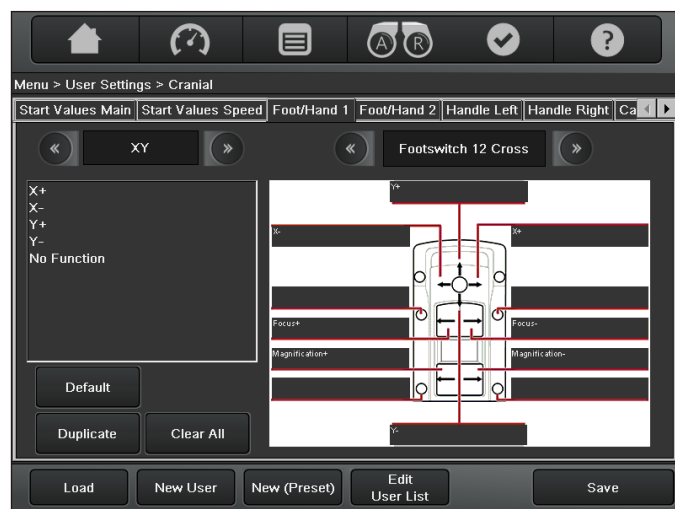 A R ?
Menu > User Settings > Cranial
Start Values Main Start Values Speed Foot/Hand 1 Foot/Hand 2 Handle Left Handle Right Ca
« XY » « Footswitch 12 Cross »
X+
X-
Y+
Y-
No Function
Y+
X- X+
Focus+ Focus-
Magnification+ Magnification-
Y-
Default
Duplicate Clear All
Load New User New (Preset) Edit User List Save